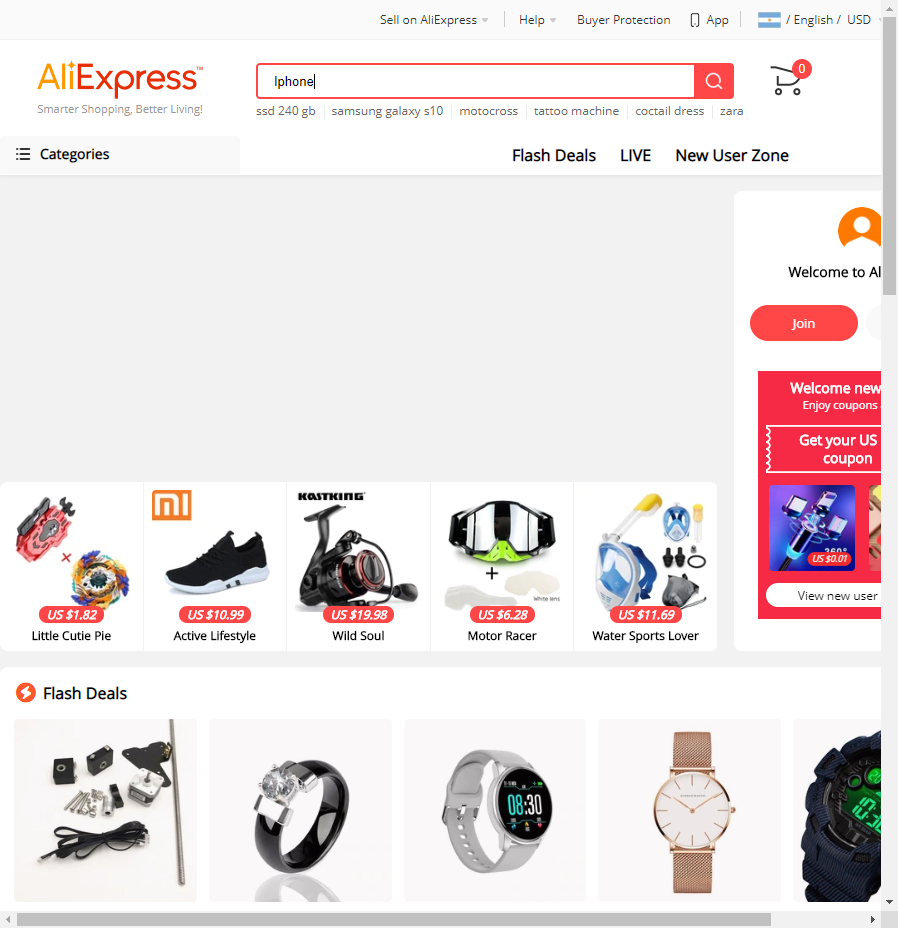 Sell on AliExpress
Help
Buyer Protection
App
/ English / USD
AliExpress™
Smarter Shopping, Better Living!
Iphone
0
ssd 240 gb
samsung galaxy s10
motocross
tattoo machine
coctail dress
zara
Categories
Flash Deals
LIVE
New User Zone
Welcome to Al
Join
Welcome new
Enjoy coupons
Get your US
coupon
360°
US $0.01
View new user
mi
KASTKING
White lens
US $1.82
US $10.99
US $19.98
US $6.28
US $11.69
Little Cutie Pie
Active Lifestyle
Wild Soul
Motor Racer
Water Sports Lover
Flash Deals
08:30